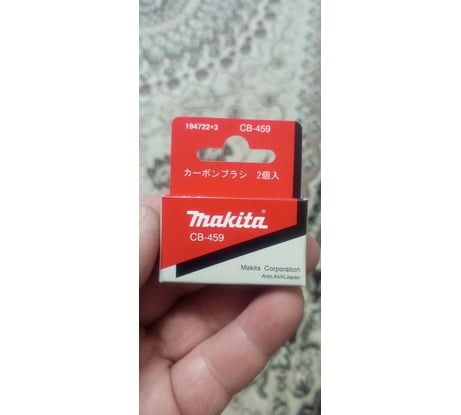 194722-3 CB-459
カーボンブラシ 2個入
makita®
CB-459
Makita Corporation
Anjo,Aichi,Japan